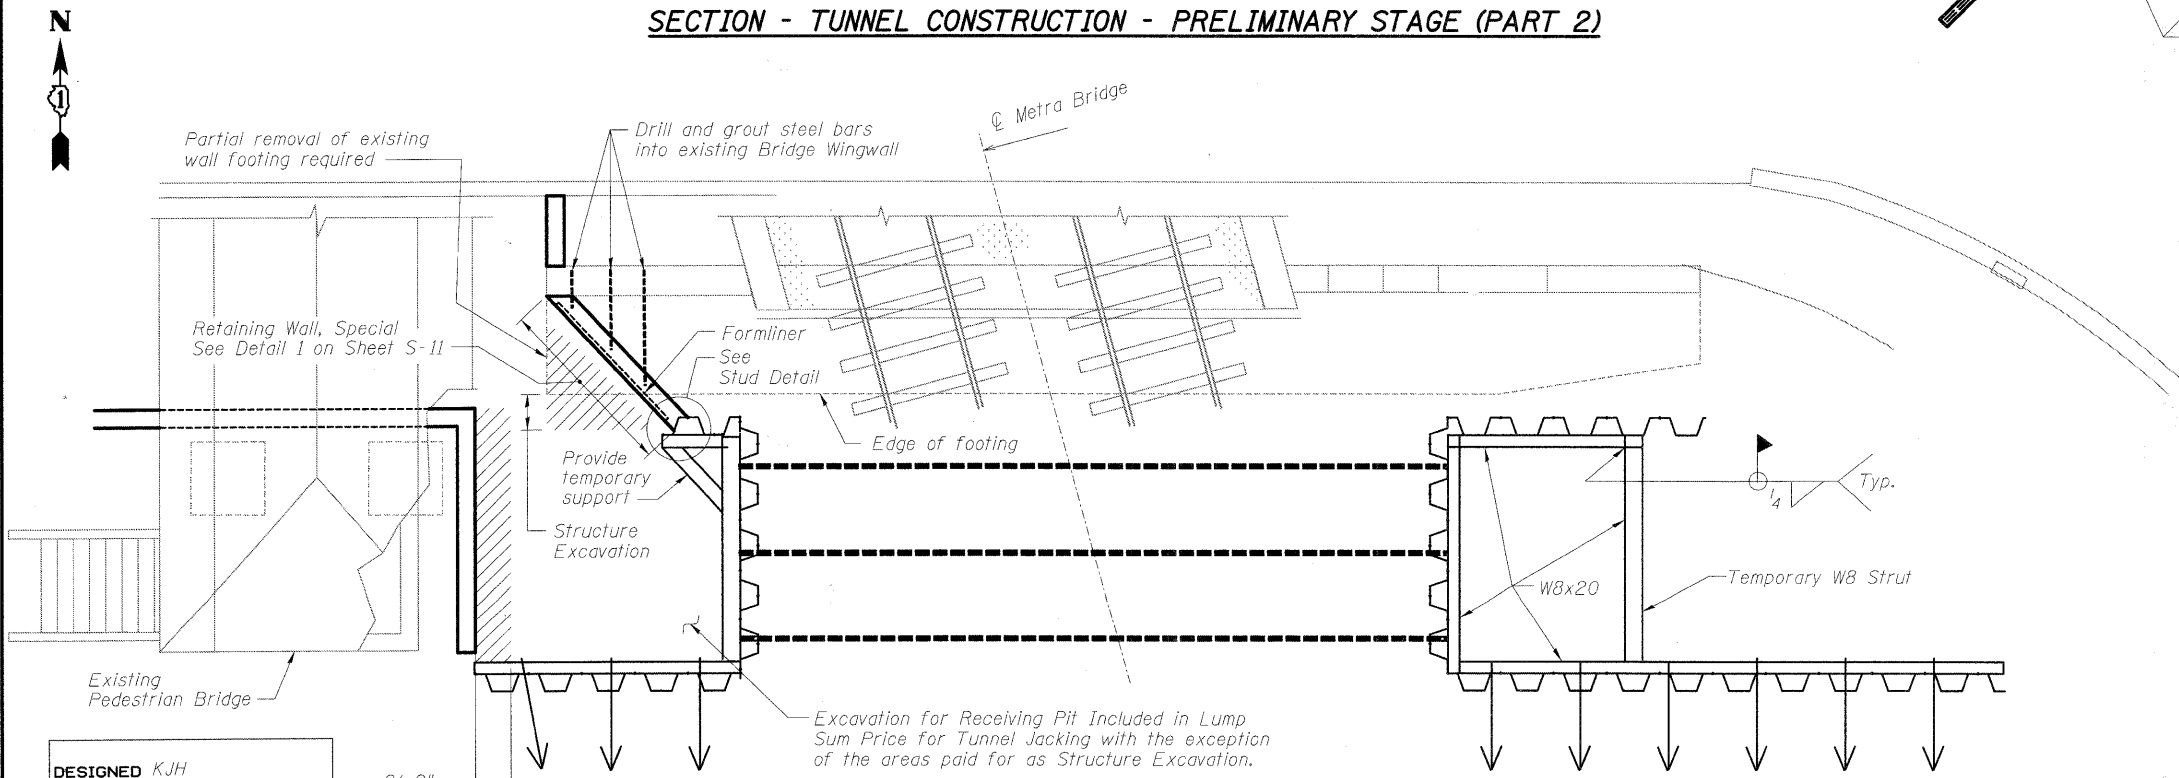 SECTION - TUNNEL CONSTRUCTION - PRELIMINARY STAGE (PART 2)
N
1
℄ Metra Bridge
Partial removal of existing
wall footing required
Drill and grout steel bars
into existing Bridge Wingwall
Retaining Wall, Special
See Detail 1 on Sheet S-11
Formliner
See
Stud Detail
Edge of footing
Provide
temporary
support
Structure
Excavation
1/4
Typ.
W8x20
Temporary W8 Strut
Existing
Pedestrian Bridge
Excavation for Receiving Pit Included in Lump
Sum Price for Tunnel Jacking with the exception
of the areas paid for as Structure Excavation.
DESIGNED KJH